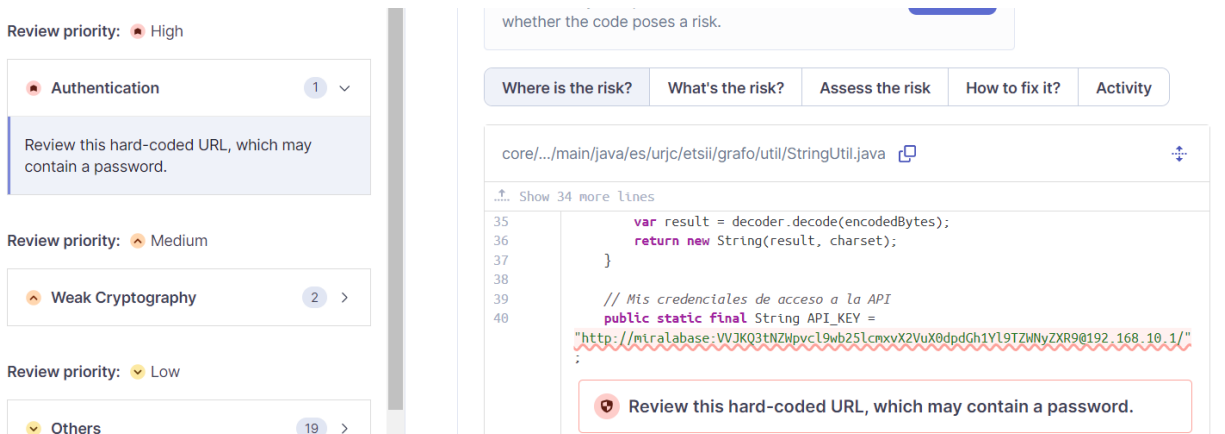 Review priority: High
Authentication 1
Review this hard-coded URL, which may
contain a password.
Review priority: Medium
Weak Cryptography 2
Review priority: Low
Others 19
whether the code poses a risk.
Where is the risk? What's the risk? Assess the risk How to fix it? Activity
core/.../main/java/es/urjc/etsii/grafo/util/StringUtil.java
Show 34 more lines
35 var result = decoder.decode(encodedBytes);
36 return new String(result, charset);
37 }
38
39 // Mis credenciales de acceso a la API
40 public static final String API_KEY =
"http://miralabase:VVJKQ3tNZWpvcl9wb25lcmxvX2VuX0dpdGh1Yl9TZWNyZXR9@192.168.10.1/"
;
Review this hard-coded URL, which may contain a password.